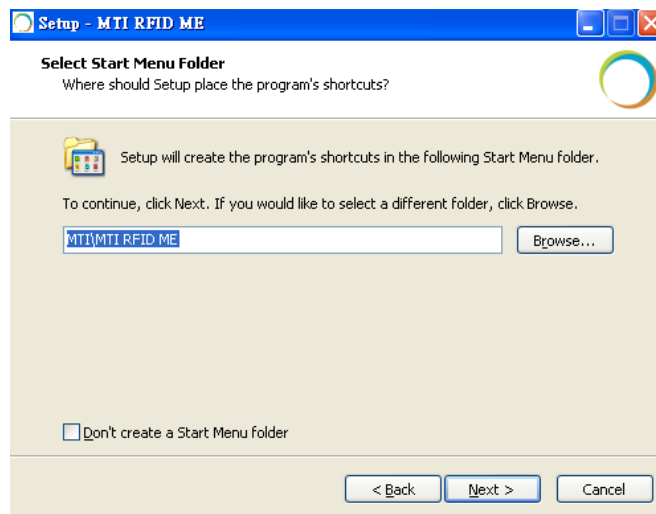 Setup - MTI RFID ME
Select Start Menu Folder
Where should Setup place the program's shortcuts?
Setup will create the program's shortcuts in the following Start Menu folder.
To continue, click Next. If you would like to select a different folder, click Browse.
MTI\MTI RFID ME
Browse...
Don't create a Start Menu folder
< Back
Next >
Cancel